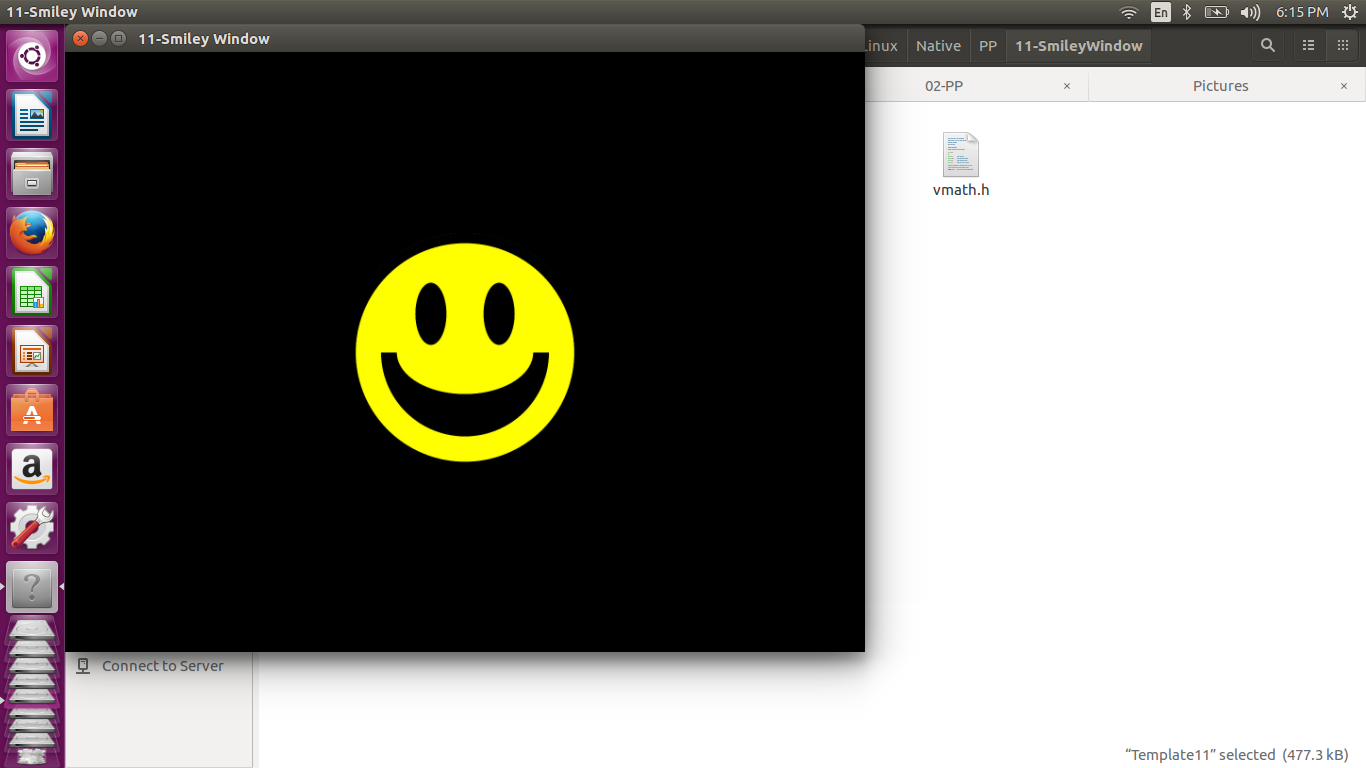 11-Smiley Window
En
6:15 PM
11-Smiley Window
Native
PP
11-SmileyWindow
02-PP
Pictures
vmath.h
Connect to Server
"Template11" selected (477.3 kB)